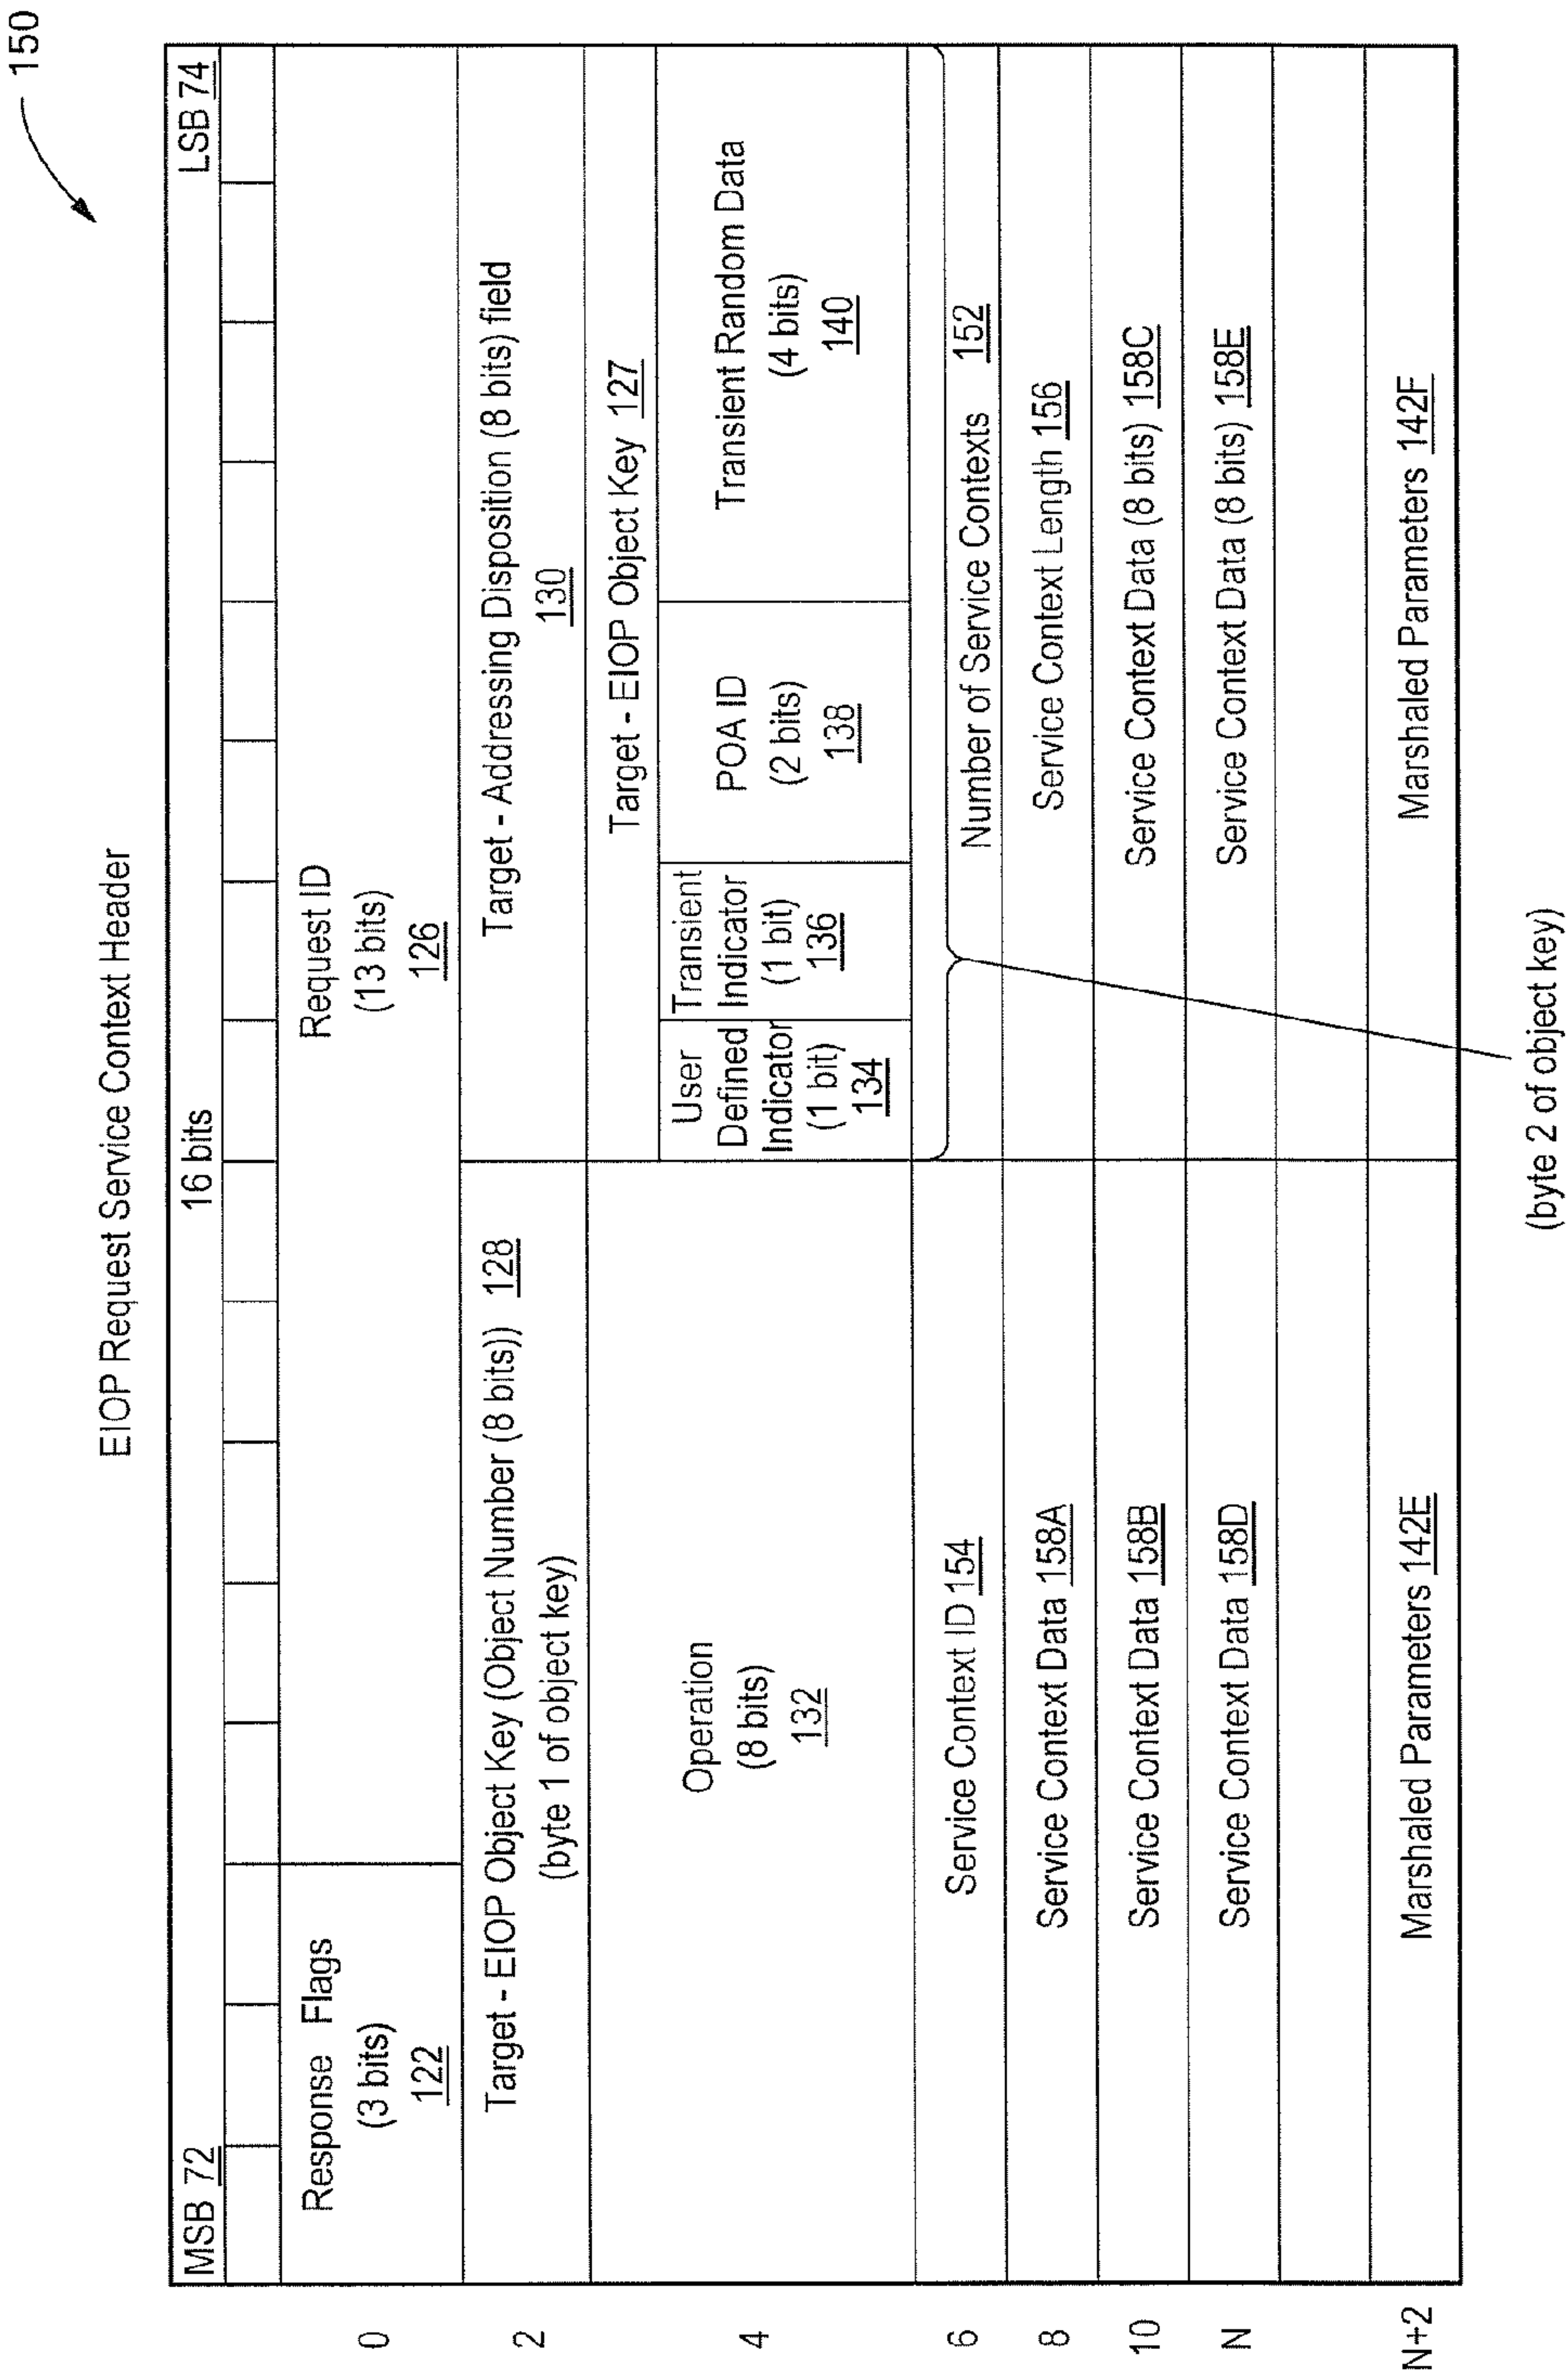 150
EIOP Request Service Context Header
MSB 72
16 bits
LSB 74
0
Response Flags
(3 bits)
122
Request ID
(13 bits)
126
2
Target - EIOP Object Key (Object Number (8 bits)) 128
(byte 1 of object key)
Target - Addressing Disposition (8 bits) field
130
4
Operation
(8 bits)
132
Target - EIOP Object Key 127
User
Defined
Indicator
(1 bit)
134
Transient
Indicator
(1 bit)
136
POA ID
(2 bits)
138
Transient Random Data
(4 bits)
140
6
Service Context ID 154
Number of Service Contexts 152
8
Service Context Data 158A
Service Context Length 156
10
Service Context Data 158B
Service Context Data (8 bits) 158C
N
Service Context Data 158D
Service Context Data (8 bits) 158E
N+2
Marshaled Parameters 142E
Marshaled Parameters 142F
(byte 2 of object key)